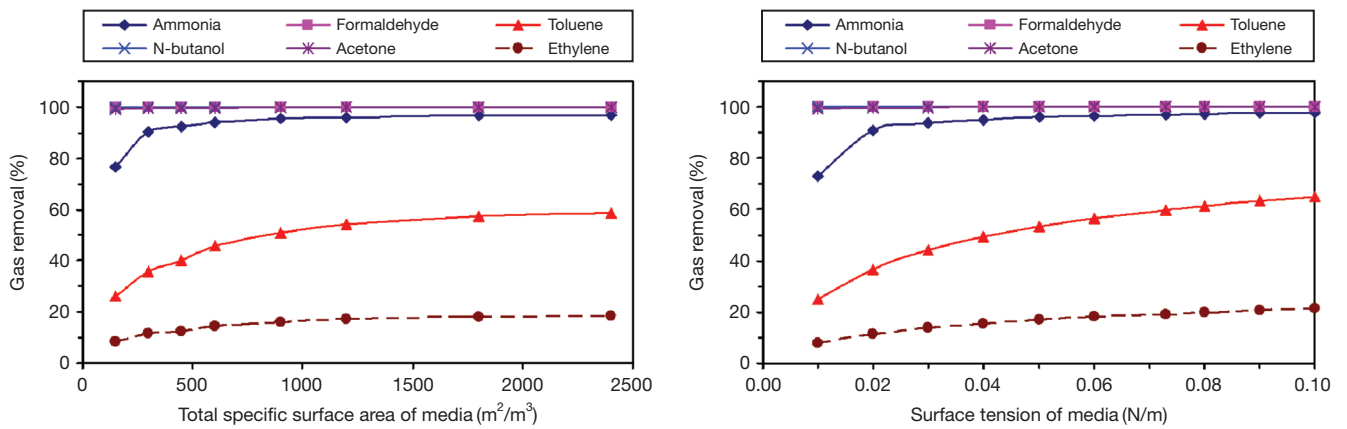 Ammonia Formaldehyde Toluene
N-butanol Acetone Ethylene
100
80
60
40
20
0
Gas removal (%)
0 500 1000 1500 2000 2500
Total specific surface area of media (m²/m³)
Ammonia Formaldehyde Toluene
N-butanol Acetone Ethylene
100
80
60
40
20
0
Gas removal (%)
0.00 0.02 0.04 0.06 0.08 0.10
Surface tension of media (N/m)